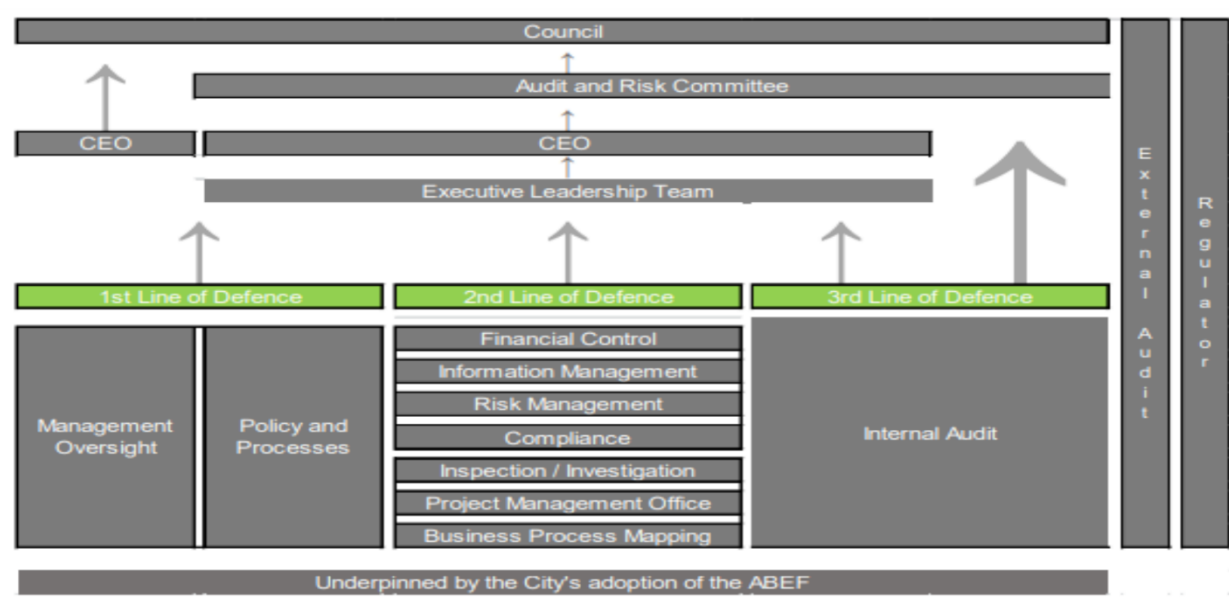 Council
Audit and Risk Committee
CEO
CEO
Executive Leadership Team
1st Line of Defence
2nd Line of Defence
3rd Line of Defence
Management
Oversight
Policy and
Processes
Financial Control
Information Management
Risk Management
Compliance
Inspection / Investigation
Project Management Office
Business Process Mapping
Internal Audit
External Audit
Regulator
Underpinned by the City's adoption of the ABEF